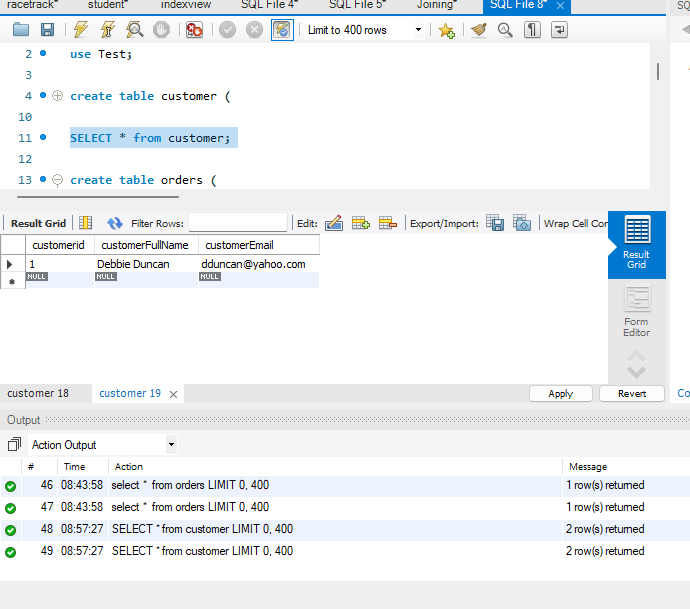 racetrack* student* indexview SQL File 4* SQL File 5* Joining* SQL File 8* SQ
Limit to 400 rows
2 use Test;
3
4 create table customer (
10
11 SELECT * from customer;
12
13 create table orders (
Result Grid Filter Rows: Edit: Export/Import: Wrap Cell Cor
customerid customerFullName customerEmail
1 Debbie Duncan dduncan@yahoo.com
NULL NULL NULL
Result
Grid
Form
Editor
customer 18 customer 19 Apply Revert Co
Output
Action Output
# Time Action Message
46 08:43:58 select * from orders LIMIT 0, 400 1 row(s) returned
47 08:43:58 select * from orders LIMIT 0, 400 1 row(s) returned
48 08:57:27 SELECT * from customer LIMIT 0, 400 2 row(s) returned
49 08:57:27 SELECT * from customer LIMIT 0, 400 2 row(s) returned